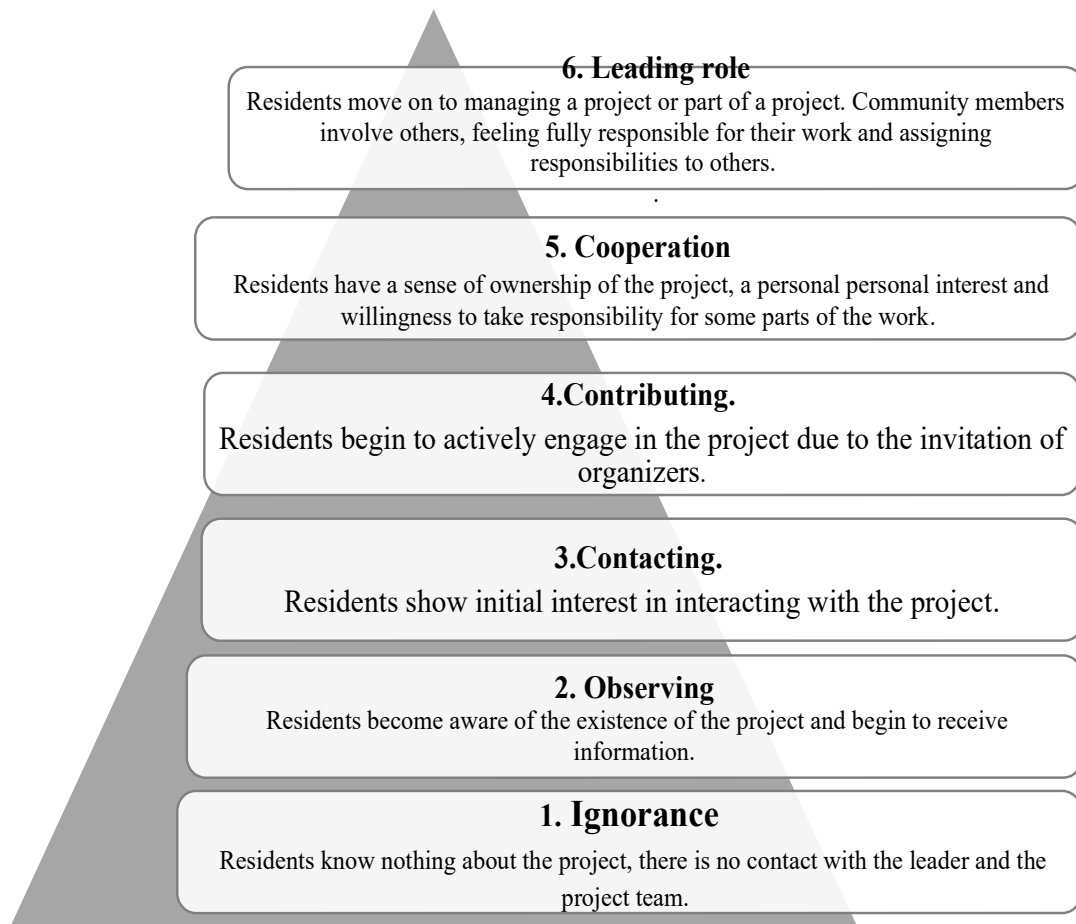 6. Leading role
Residents move on to managing a project or part of a project. Community members
involve others, feeling fully responsible for their work and assigning
responsibilities to others.
.
5. Cooperation
Residents have a sense of ownership of the project, a personal personal interest and
willingness to take responsibility for some parts of the work.
4.Contributing.
Residents begin to actively engage in the project due to the invitation of
organizers.
3.Contacting.
Residents show initial interest in interacting with the project.
2. Observing
Residents become aware of the existence of the project and begin to receive
information.
1. Ignorance
Residents know nothing about the project, there is no contact with the leader and the
project team.